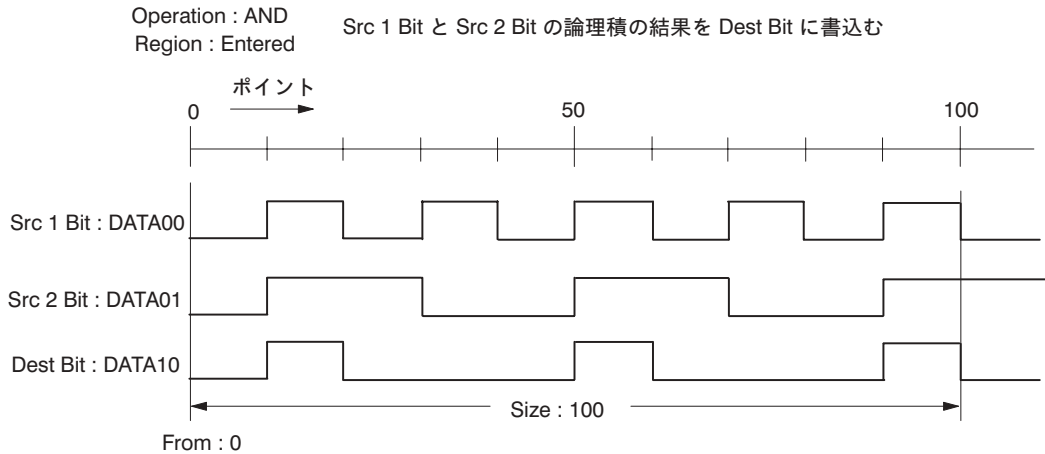 Operation : AND
Region : Entered
Src 1 Bit と Src 2 Bit の論理積の結果を Dest Bit に書込む
ポイント
0
50
100
Src 1 Bit : DATA00
Src 2 Bit : DATA01
Dest Bit : DATA10
Size : 100
From : 0